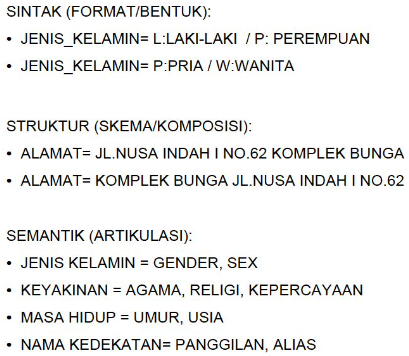 SINTAK (FORMAT/BENTUK):
• JENIS_KELAMIN= L:LAKI-LAKI / P: PEREMPUAN
• JENIS_KELAMIN= P:PRIA / W:WANITA
STRUKTUR (SKEMA/KOMPOSISI):
• ALAMAT= JL.NUSA INDAH I NO.62 KOMPLEK BUNGA
• ALAMAT= KOMPLEK BUNGA JL.NUSA INDAH I NO.62
SEMANTIK (ARTIKULASI):
• JENIS KELAMIN = GENDER, SEX
• KEYAKINAN = AGAMA, RELIGI, KEPERCAYAAN
• MASA HIDUP = UMUR, USIA
• NAMA KEDEKATAN= PANGGILAN, ALIAS